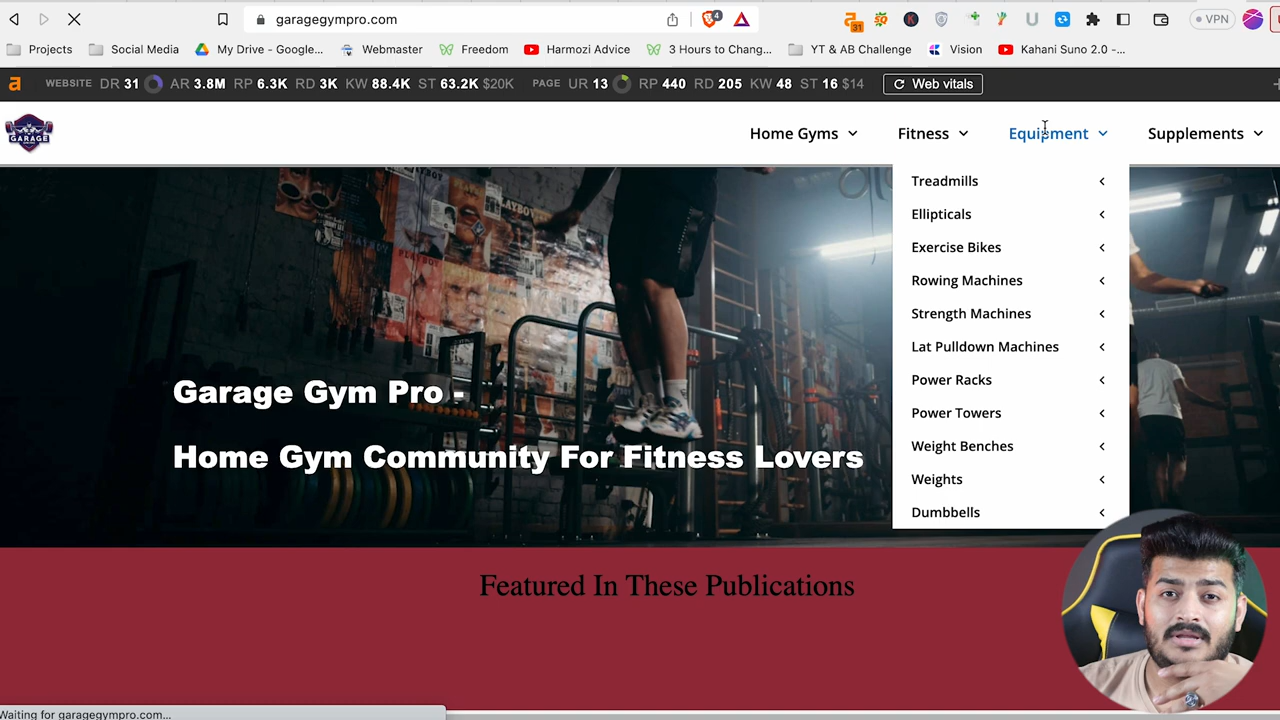 garagegympro.com
4
31
VPN
Projects
Social Media
My Drive - Google...
Webmaster
Freedom
Harmozi Advice
3 Hours to Chang...
YT & AB Challenge
Vision
Kahani Suno 2.0 -...
a WEBSITE DR 31 AR 3.8M RP 6.3K RD 3K KW 88.4K ST 63.2K $20K PAGE UR 13 RP 440 RD 205 KW 48 ST 16 $14 Web vitals
GARAGE
Home Gyms
Fitness
Equipment
Supplements
Treadmills
Ellipticals
Exercise Bikes
Rowing Machines
Strength Machines
Lat Pulldown Machines
Power Racks
Power Towers
Weight Benches
Weights
Dumbbells
Garage Gym Pro -
Home Gym Community For Fitness Lovers
Featured In These Publications
Waiting for garagegympro.com...